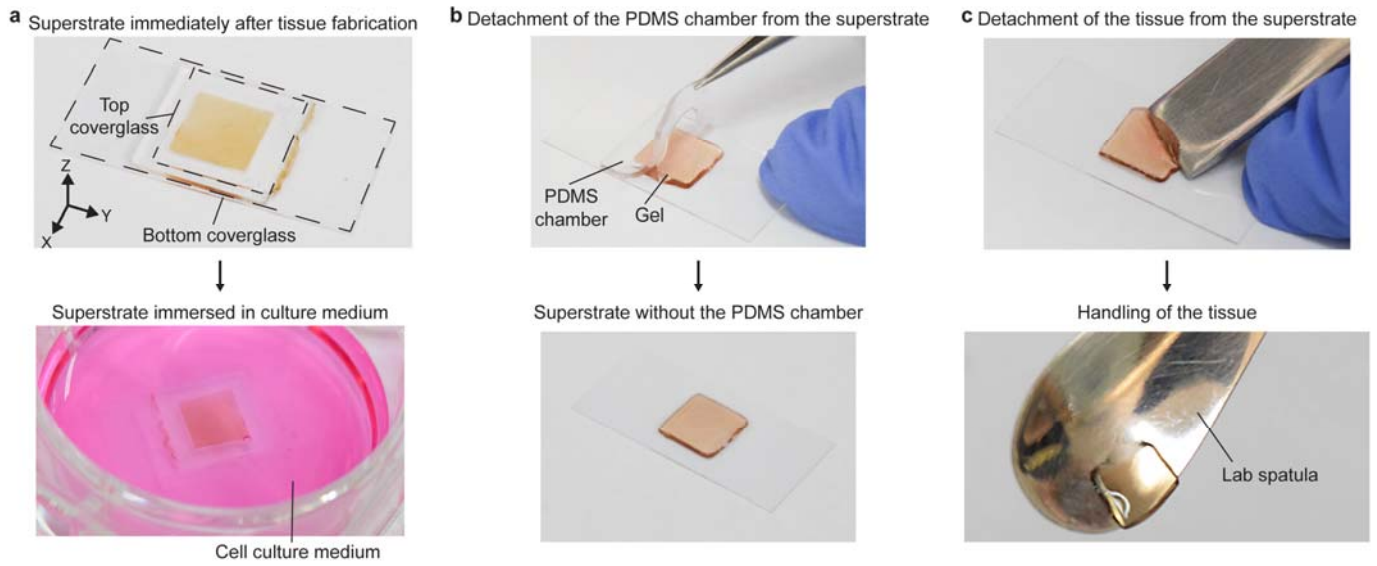 a Superstrate immediately after tissue fabrication
Top
coverglass
Z
Y
X
Bottom coverglass
Superstrate immersed in culture medium
Cell culture medium
b Detachment of the PDMS chamber from the superstrate
PDMS
chamber
Gel
Superstrate without the PDMS chamber
c Detachment of the tissue from the superstrate
Handling of the tissue
Lab spatula